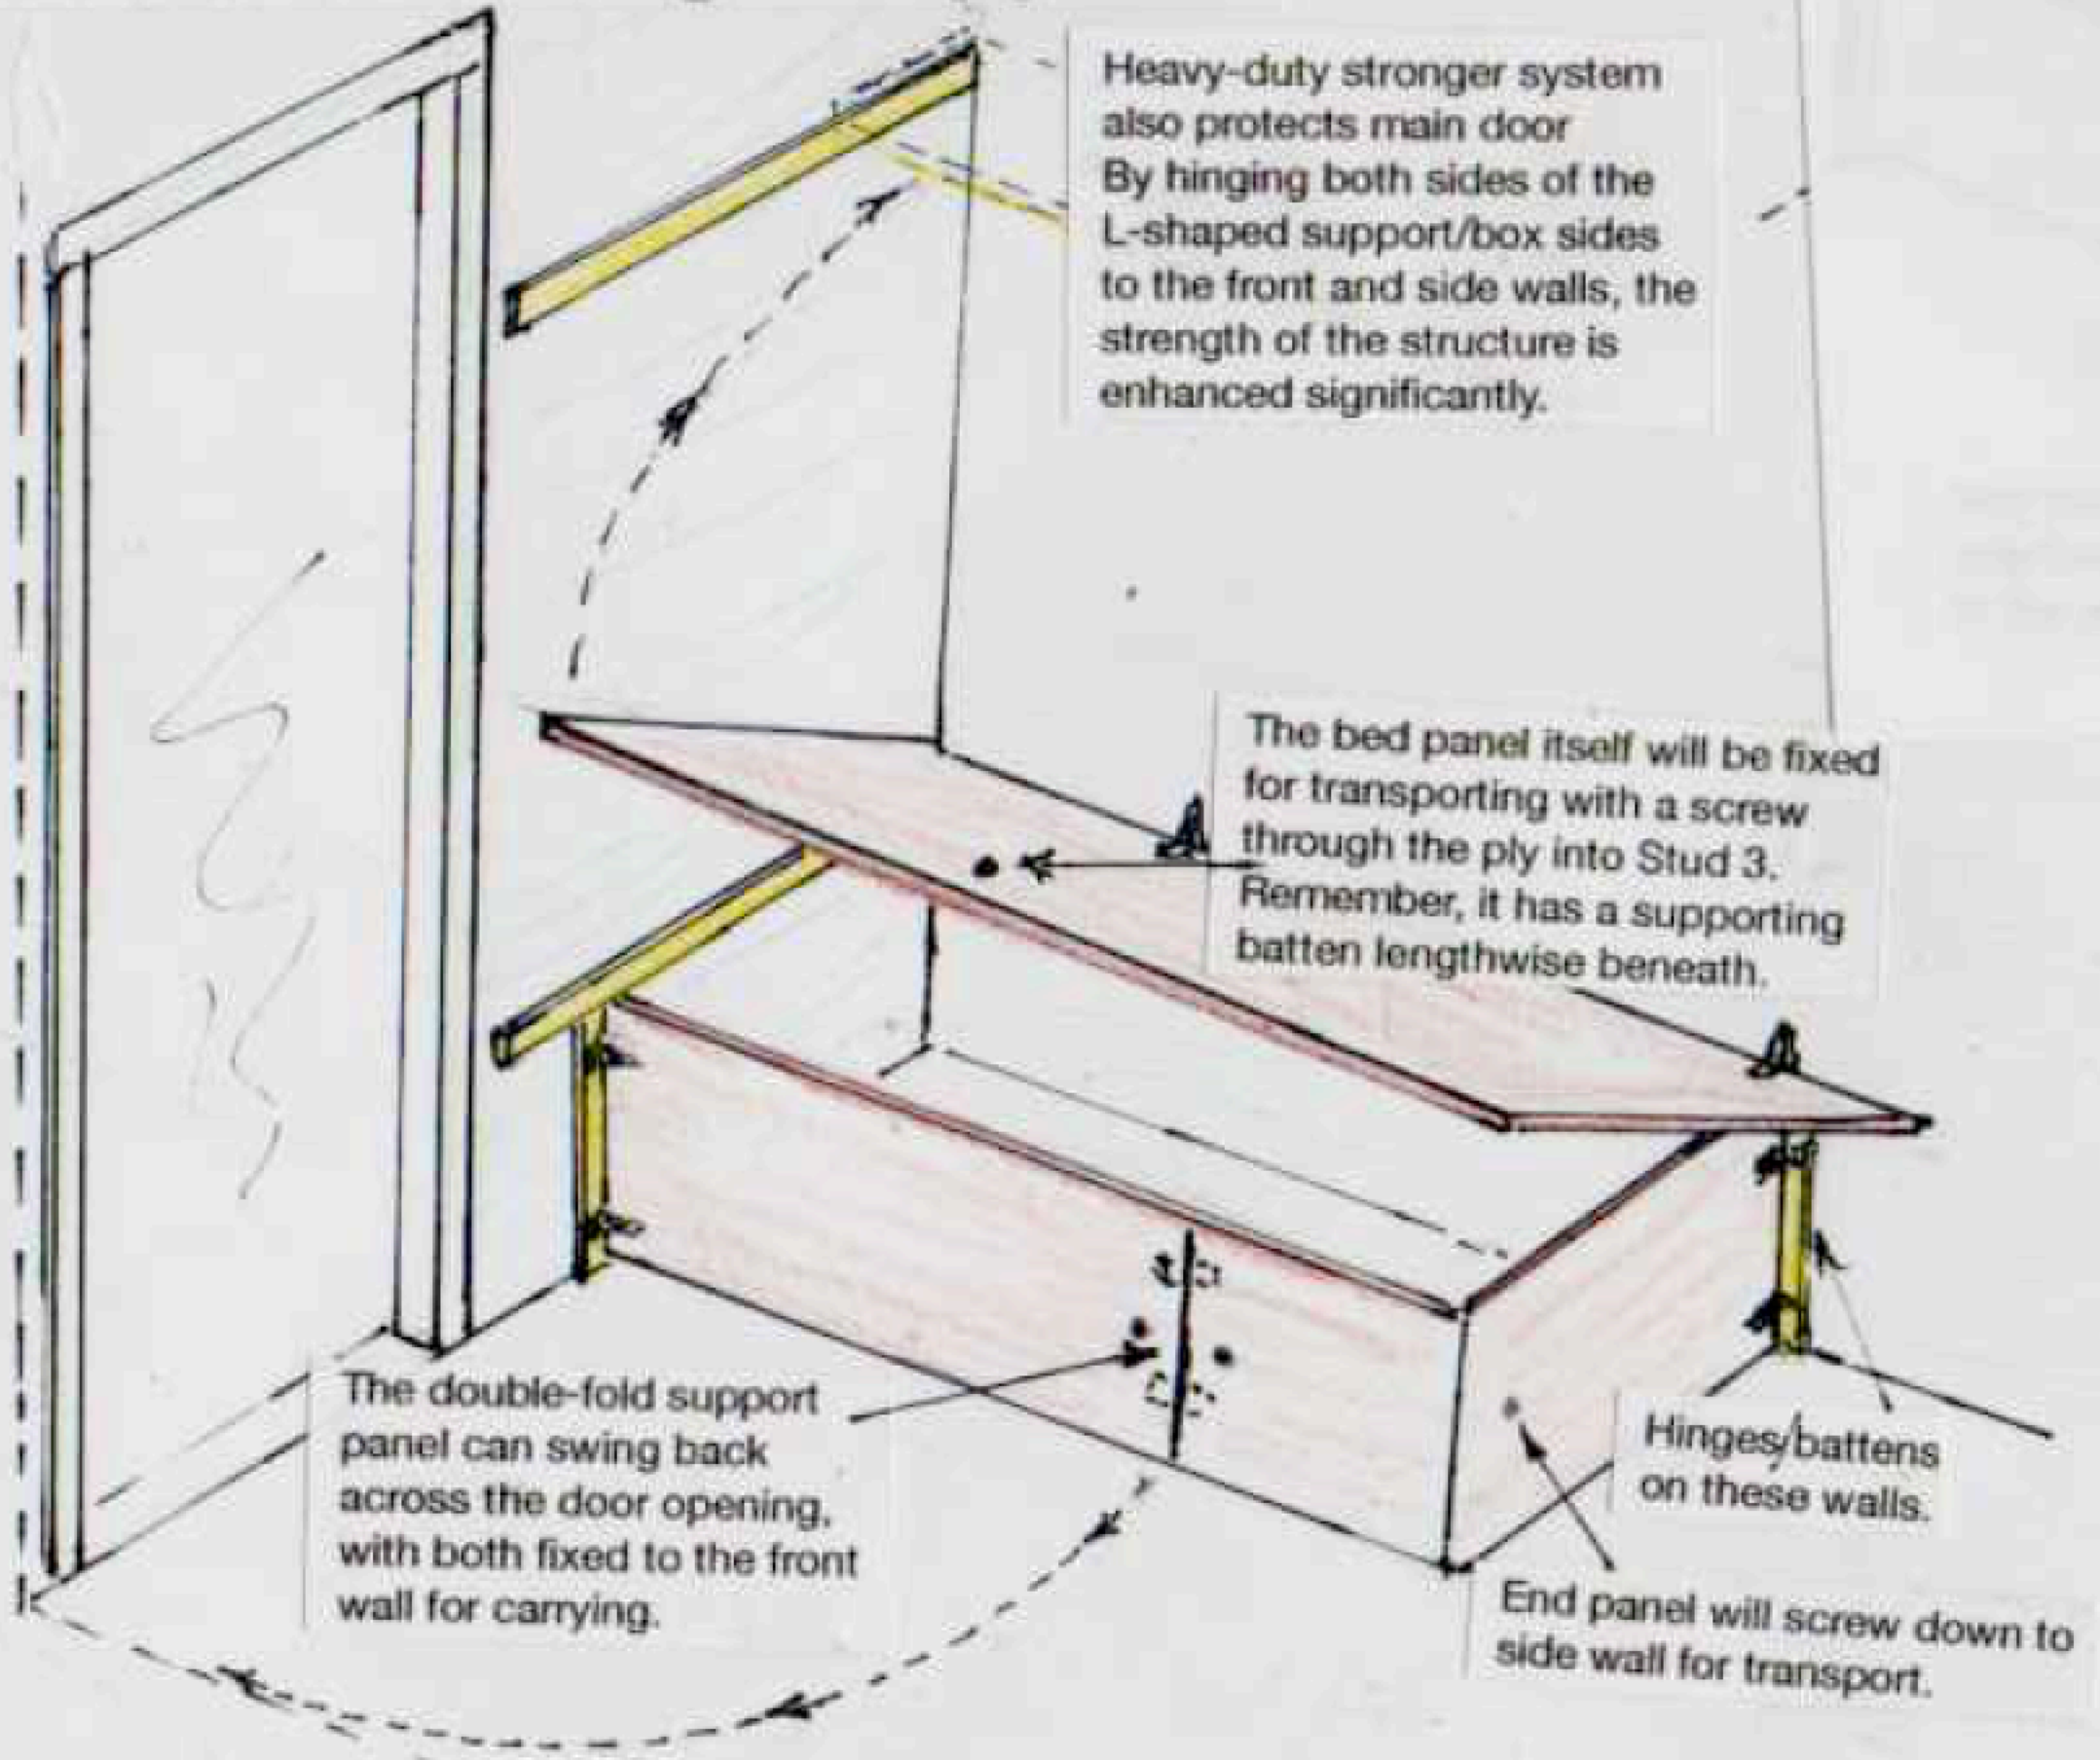 Heavy-duty stronger system
also protects main door
By hinging both sides of the
L-shaped support/box sides
to the front and side walls, the
strength of the structure is
enhanced significantly.
The bed panel itself will be fixed
for transporting with a screw
through the ply into Stud 3.
Remember, it has a supporting
batten lengthwise beneath.
The double-fold support
panel can swing back
across the door opening,
with both fixed to the front
wall for carrying.
Hinges/battens
on these walls.
End panel will screw down to
side wall for transport.